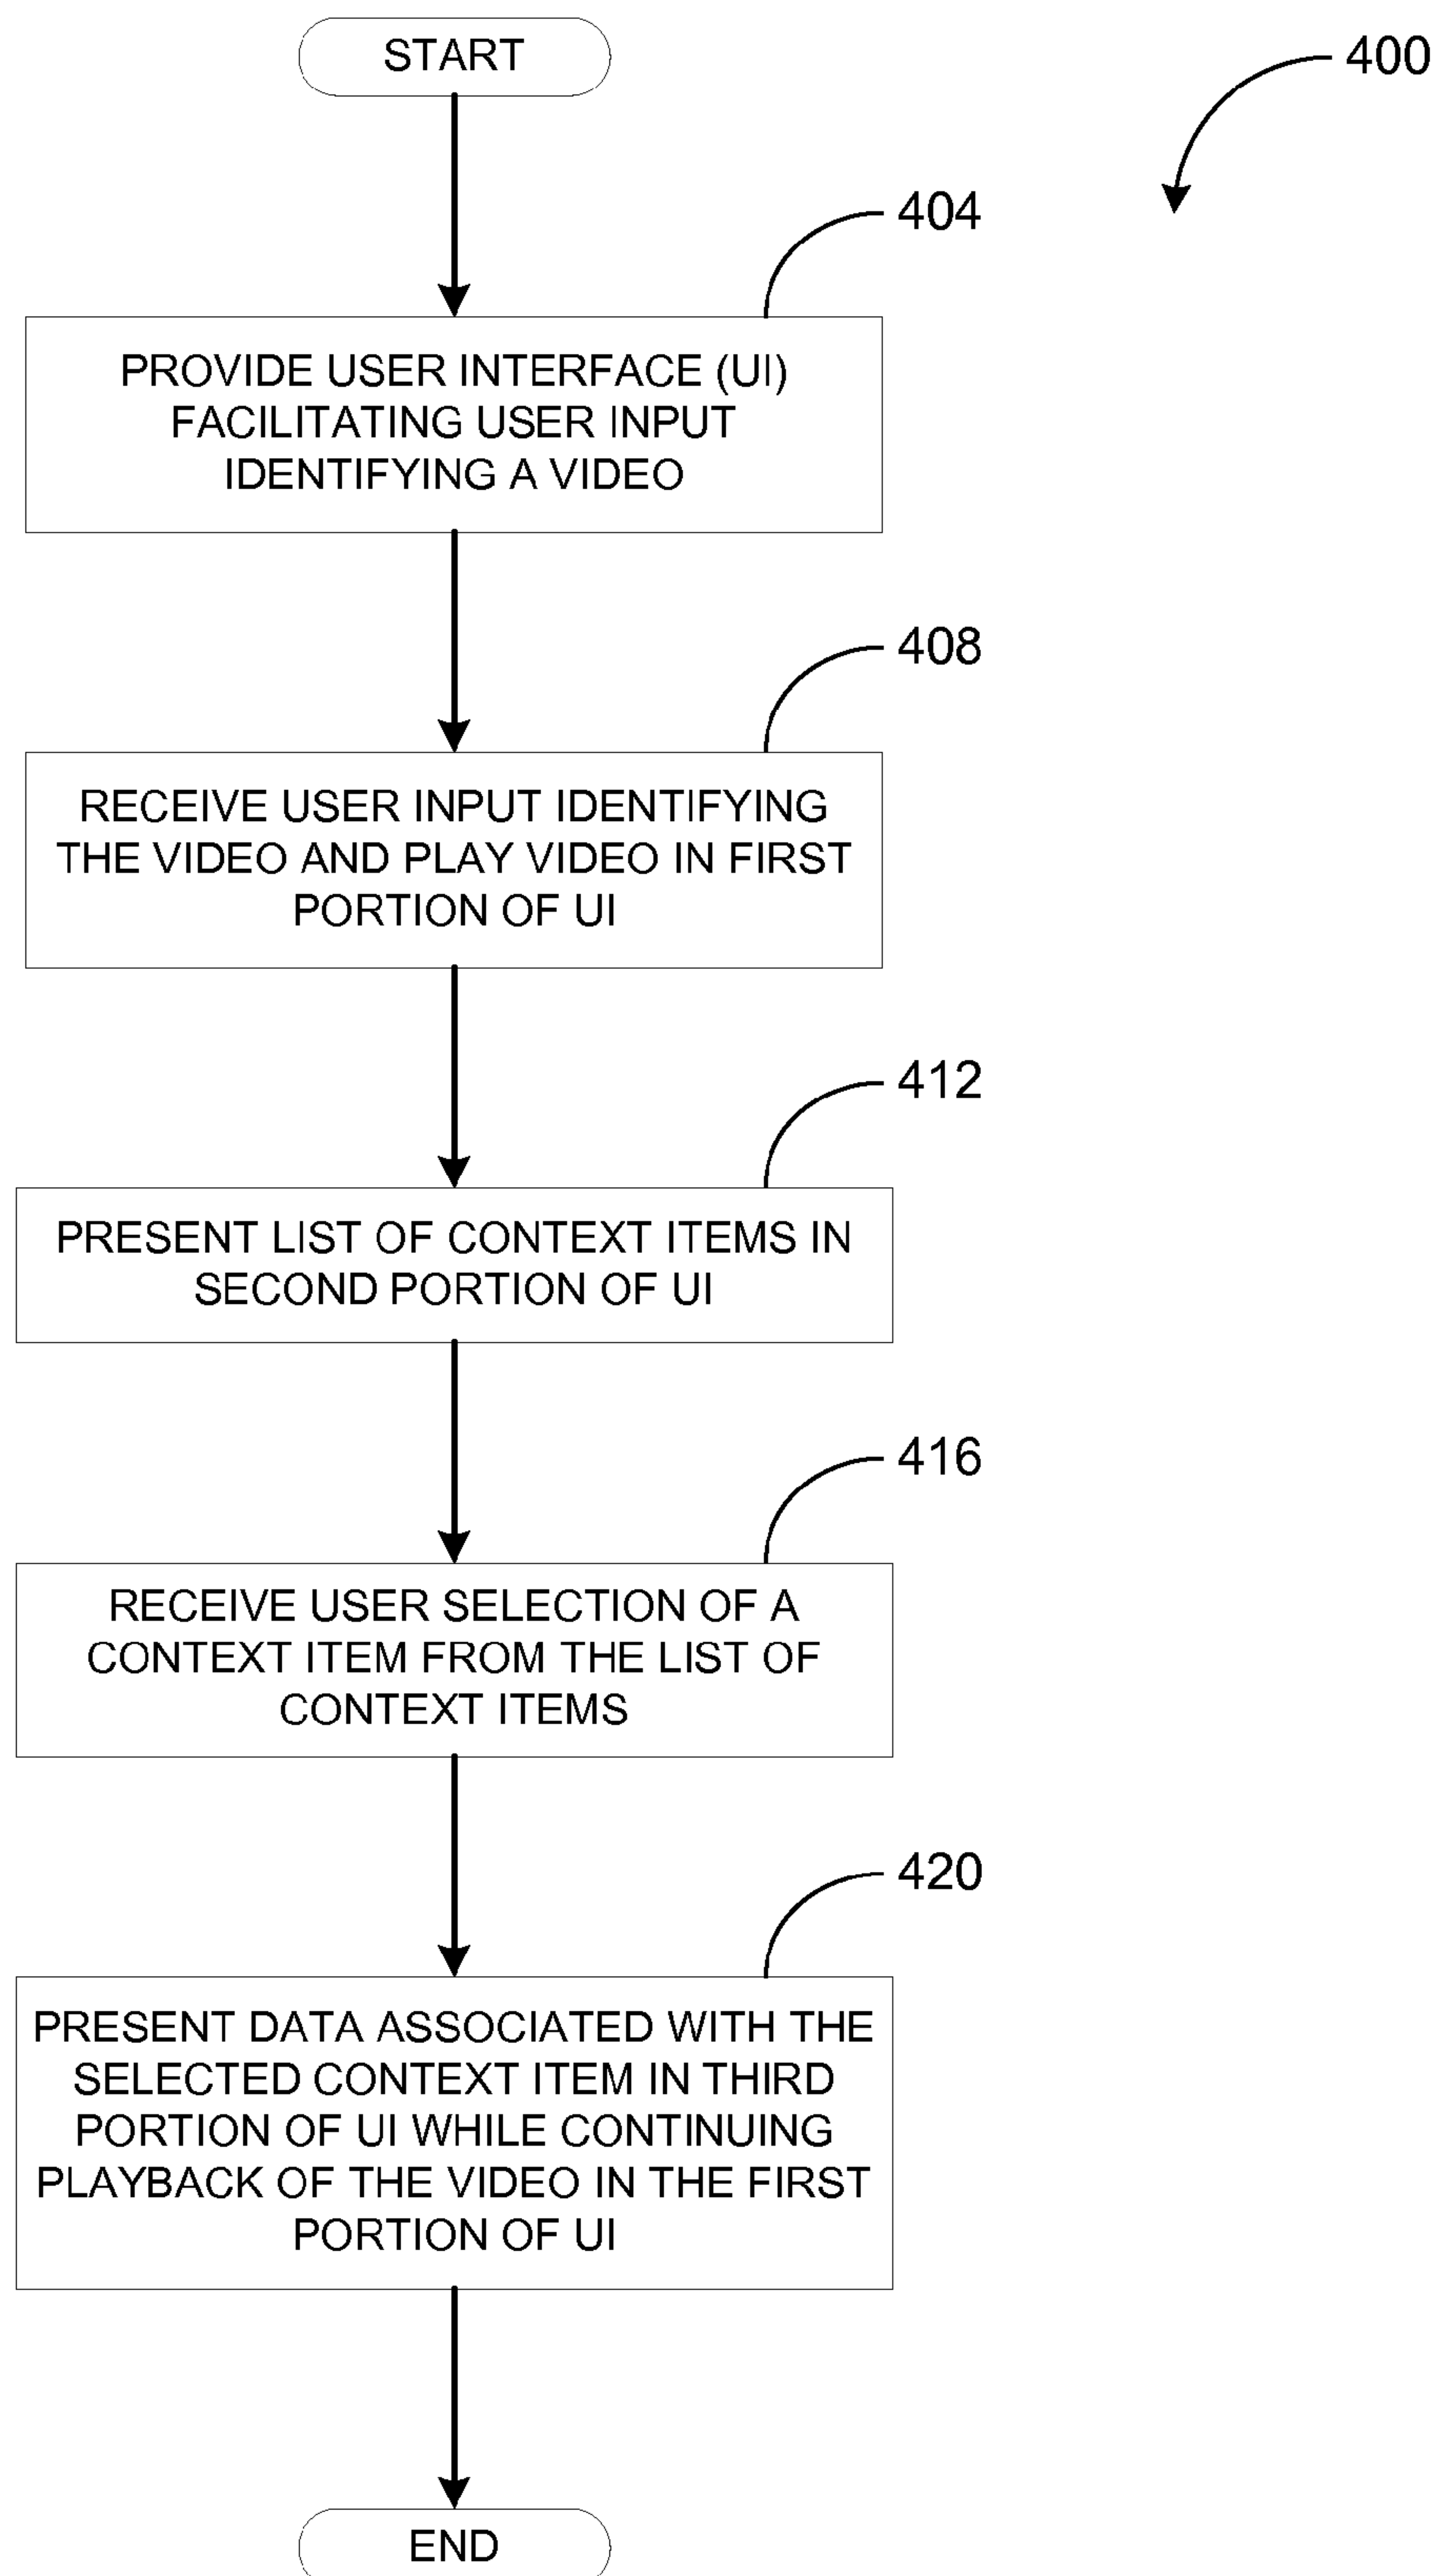 START
400
404
PROVIDE USER INTERFACE (UI)
FACILITATING USER INPUT
IDENTIFYING A VIDEO
408
RECEIVE USER INPUT IDENTIFYING
THE VIDEO AND PLAY VIDEO IN FIRST
PORTION OF UI
412
PRESENT LIST OF CONTEXT ITEMS IN
SECOND PORTION OF UI
416
RECEIVE USER SELECTION OF A
CONTEXT ITEM FROM THE LIST OF
CONTEXT ITEMS
420
PRESENT DATA ASSOCIATED WITH THE
SELECTED CONTEXT ITEM IN THIRD
PORTION OF UI WHILE CONTINUING
PLAYBACK OF THE VIDEO IN THE FIRST
PORTION OF UI
END